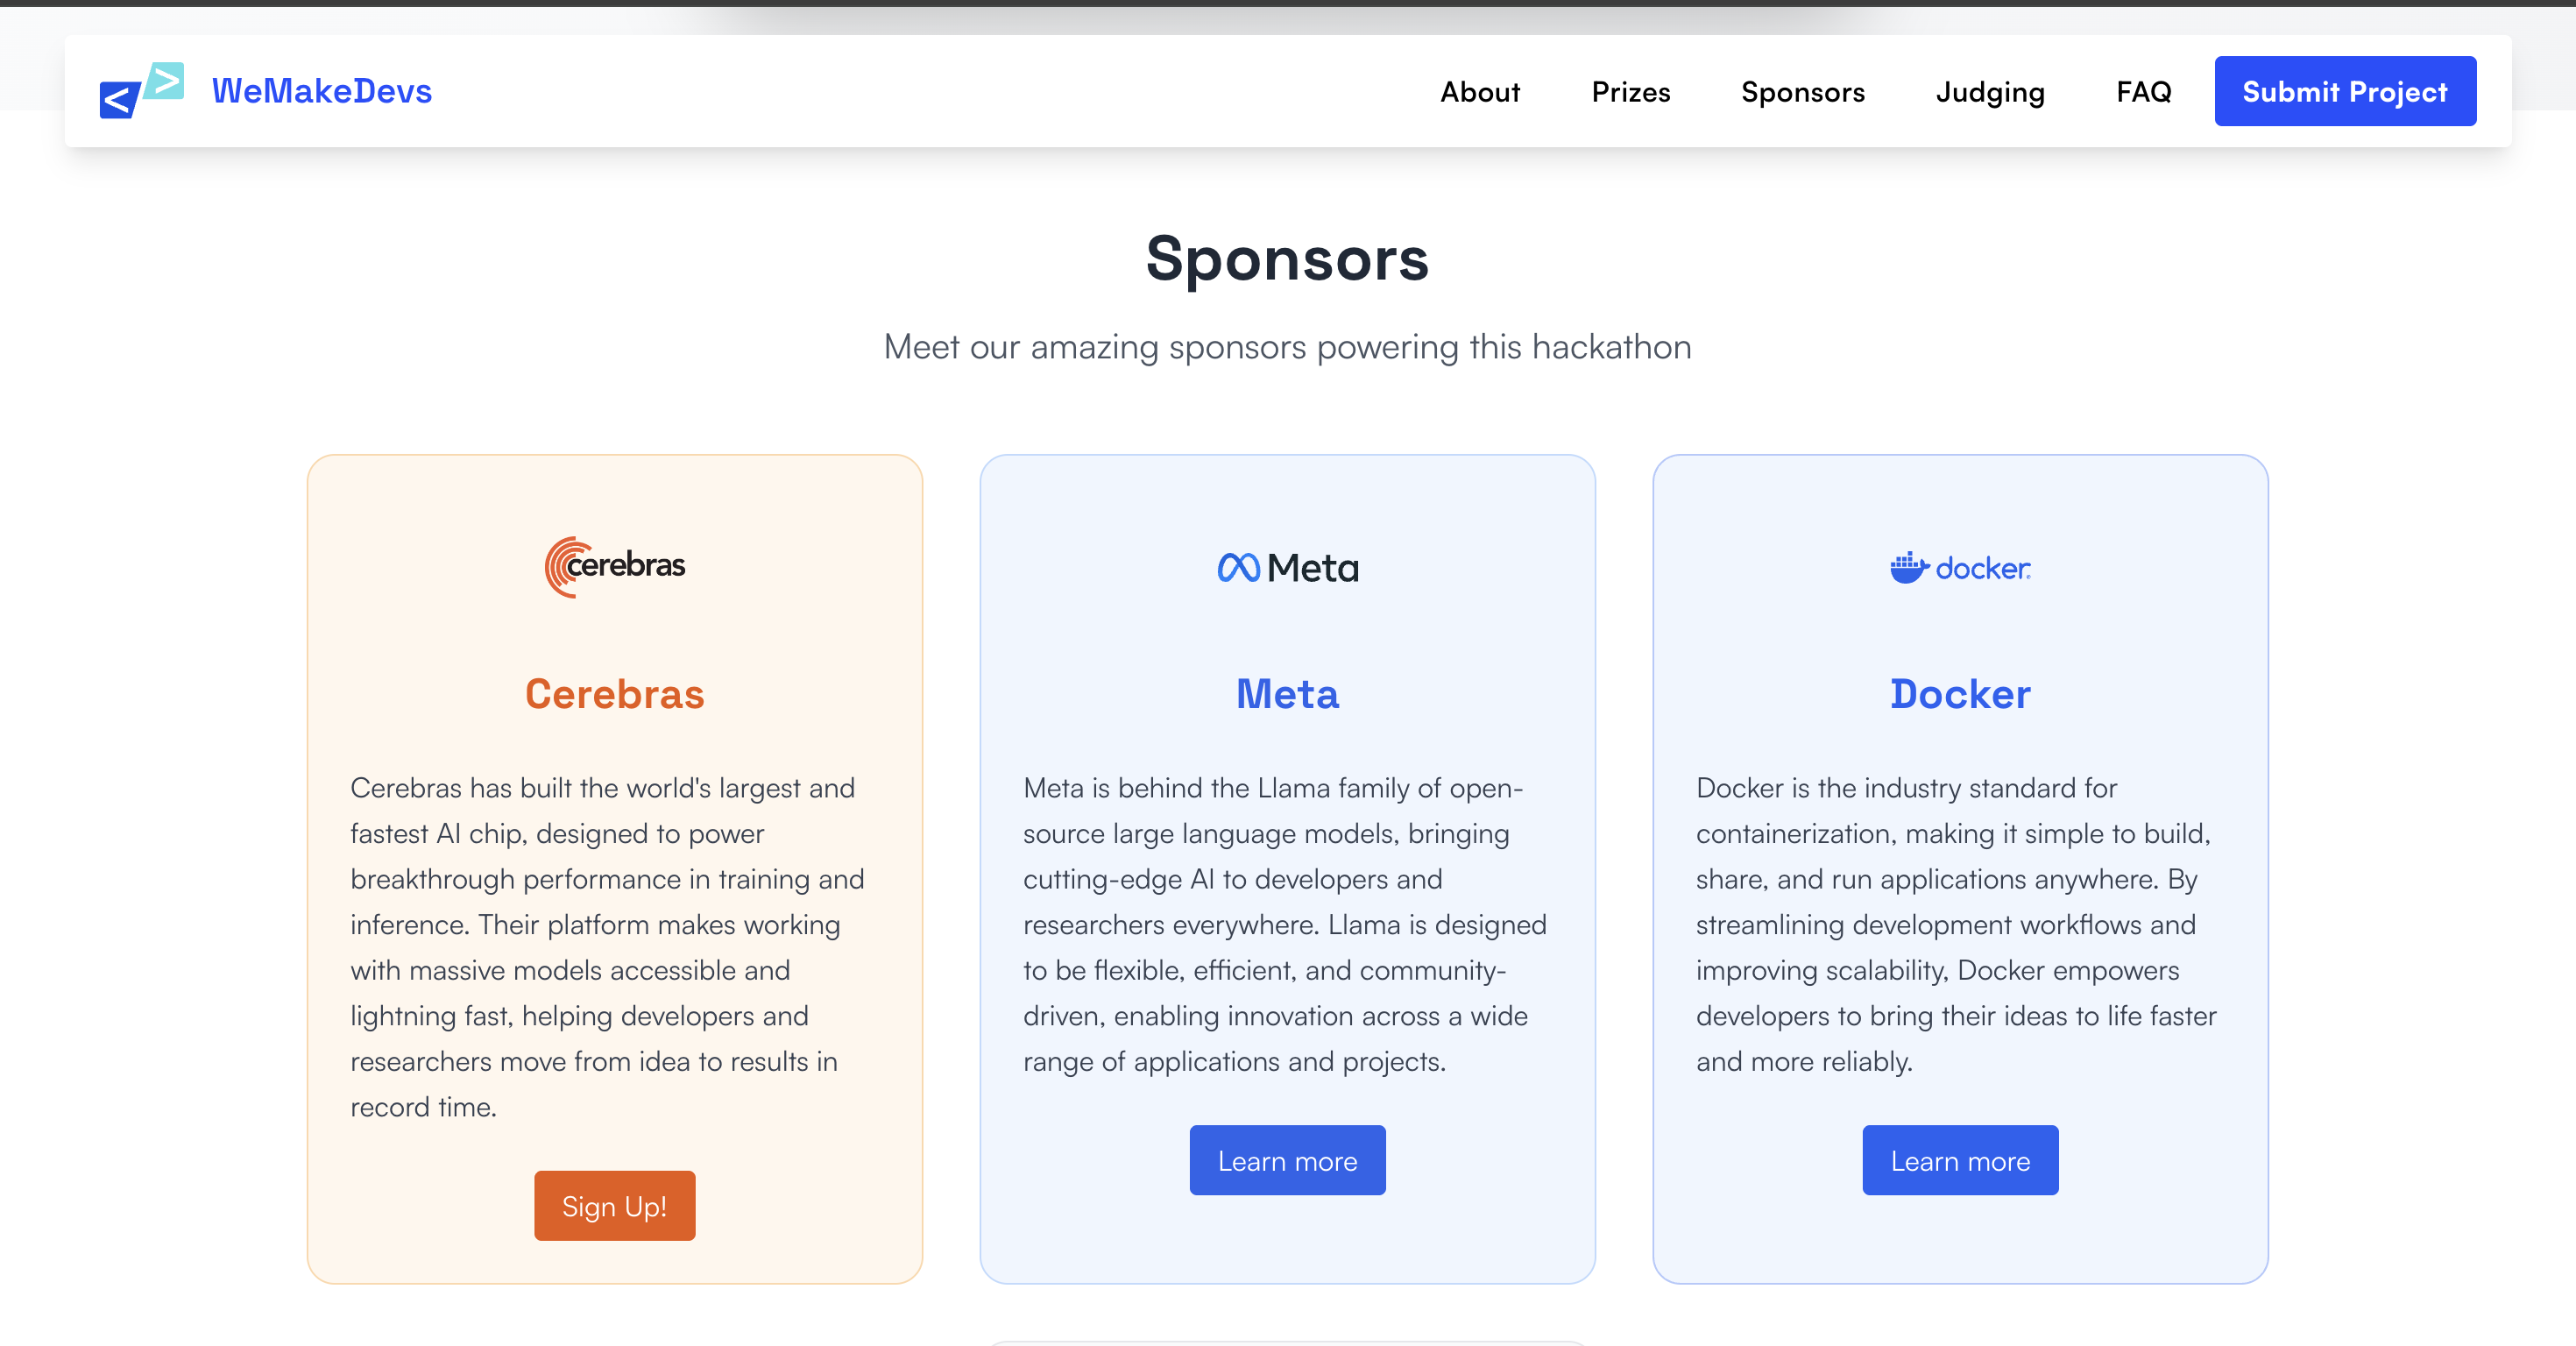 < > WeMakeDevs
About
Prizes
Sponsors
Judging
FAQ
Submit Project
Sponsors
Meet our amazing sponsors powering this hackathon
cerebras
Cerebras
Cerebras has built the world's largest and
fastest AI chip, designed to power
breakthrough performance in training and
inference. Their platform makes working
with massive models accessible and
lightning fast, helping developers and
researchers move from idea to results in
record time.
Sign Up!
Meta
Meta
Meta is behind the Llama family of open-
source large language models, bringing
cutting-edge AI to developers and
researchers everywhere. Llama is designed
to be flexible, efficient, and community-
driven, enabling innovation across a wide
range of applications and projects.
Learn more
docker
Docker
Docker is the industry standard for
containerization, making it simple to build,
share, and run applications anywhere. By
streamlining development workflows and
improving scalability, Docker empowers
developers to bring their ideas to life faster
and more reliably.
Learn more